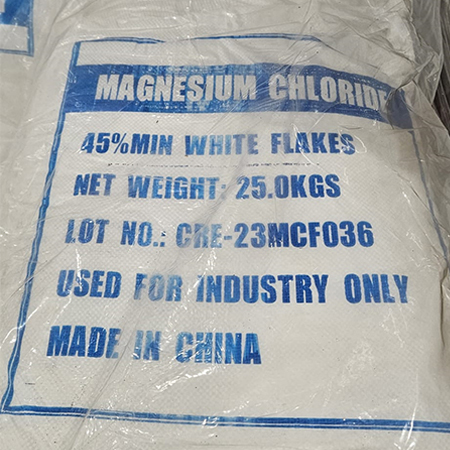 MAGNESIUM CHLORIDE
45%MIN WHITE FLAKES
NET WEIGHT: 25.0KGS
LOT NO.: CRE-23MCF036
USED FOR INDUSTRY ONLY
MADE IN CHINA